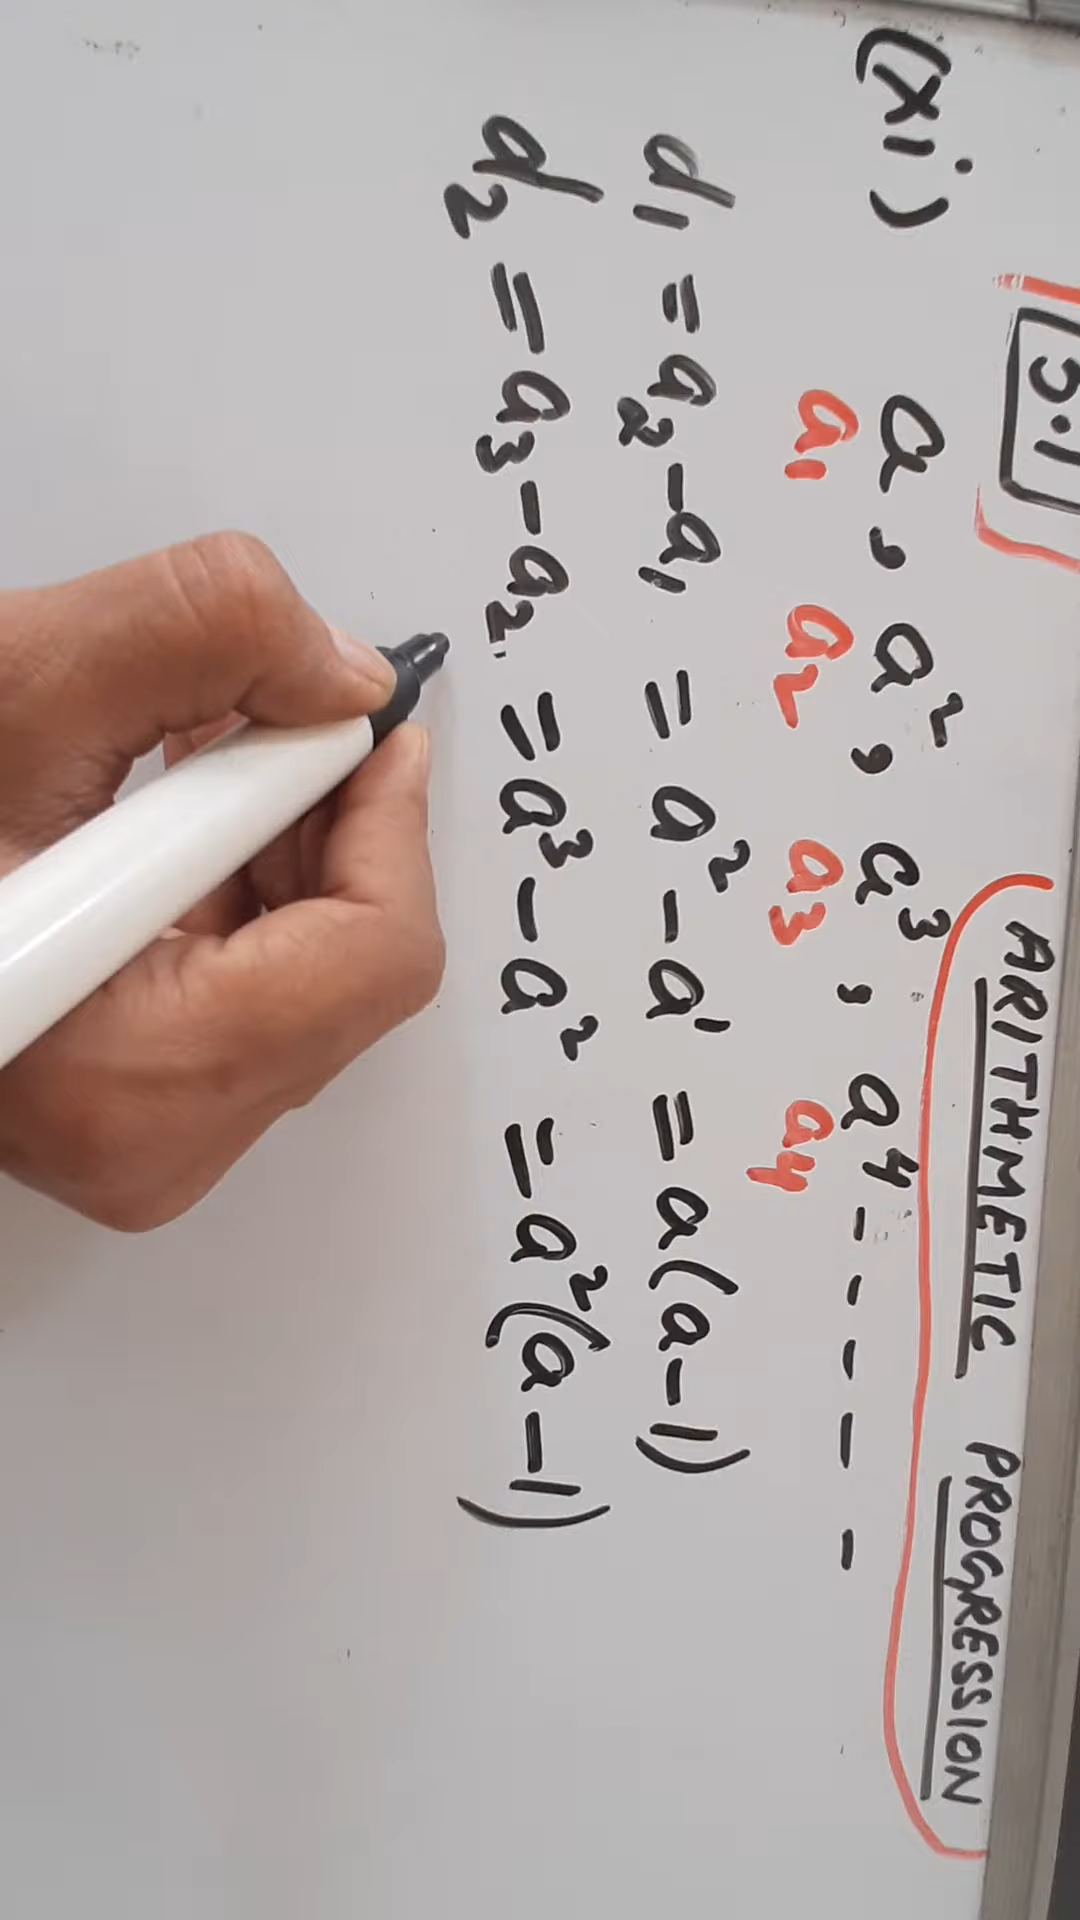 5.1 ARITHMETIC PROGRESSION
(xi) a, a², a³, a⁴ - - - - -
a₁ a₂ a₃ a₄
d₁ = a₂ - a₁ = a² - a¹ = a(a-1)
d₂ = a₃ - a₂ = a³ - a² = a²(a-1)